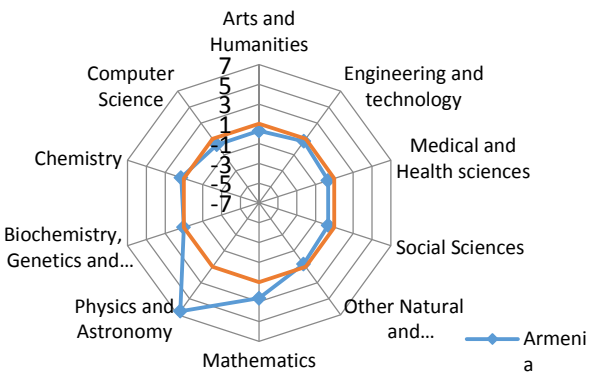 Arts and
Humanities
Engineering and
technology
Medical and
Health sciences
Social Sciences
Other Natural
and...
Mathematics
Physics and
Astronomy
Biochemistry,
Genetics and...
Chemistry
Computer
Science
7
5
3
1
-1
-3
-5
-7
Armeni
a